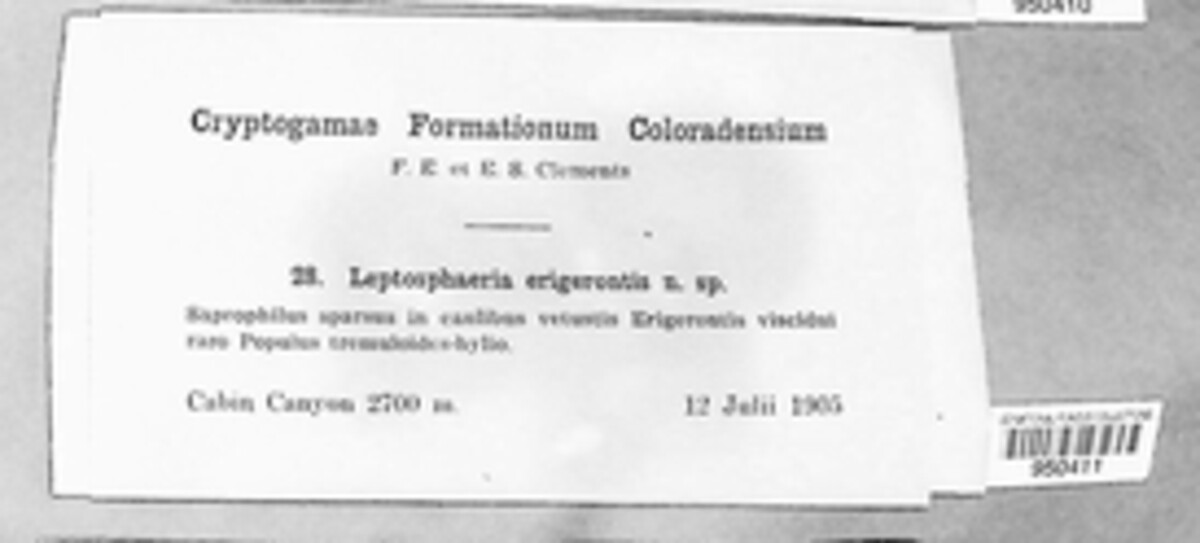 950410
Cryptogamae Formationum Coloradensium
F. E. et E. S. Clements
28. Leptosphaeria erigerontis n. sp.
Saprophilus sparsus in caulibus vetustis Erigerontis viscidui
raro Populus tremuloides-hylio.
Cabin Canyon 2700 m.
12 Julii 1905
950411